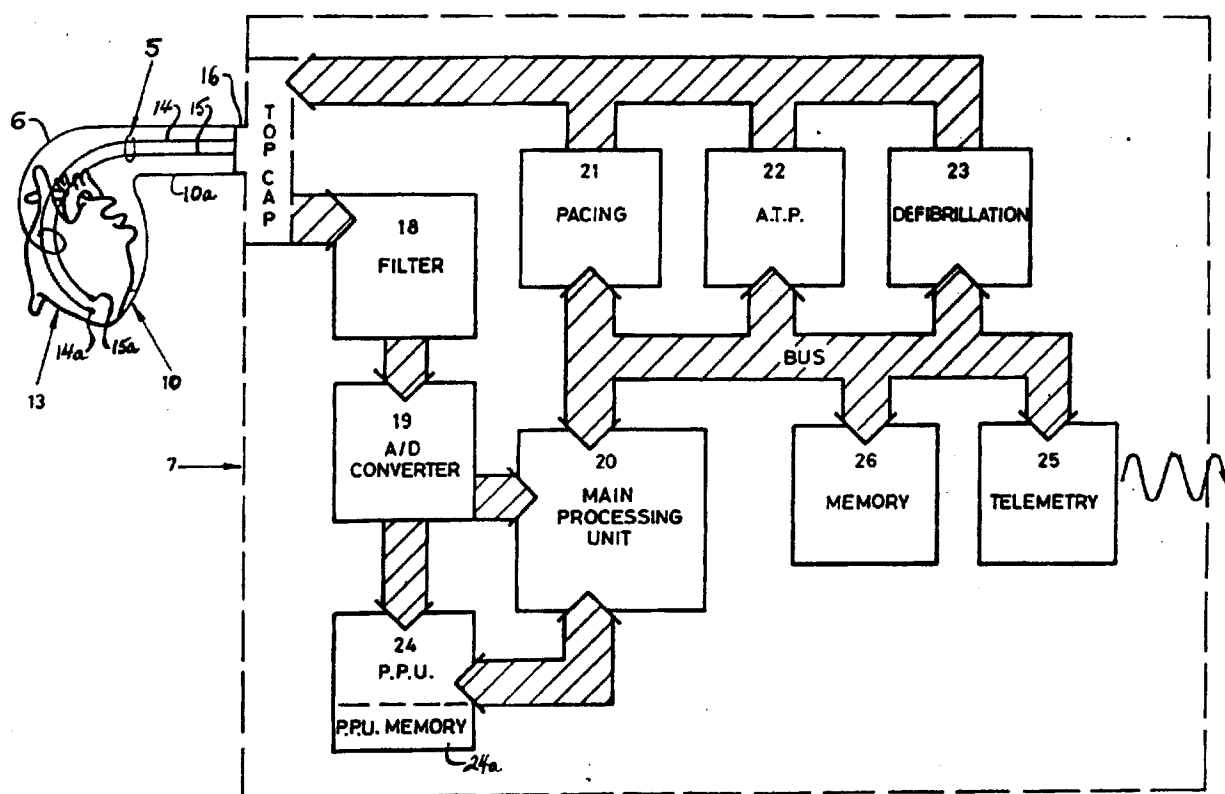 5
16
14
15
6
10a
TOP CAP
21
PACING
22
A.T.P.
23
DEFIBRILLATION
18
FILTER
BUS
14a
15a
13
10
19
A/D
CONVERTER
20
MAIN
PROCESSING
UNIT
26
MEMORY
25
TELEMETRY
7
24
P.P.U.
P.P.U. MEMORY
24a